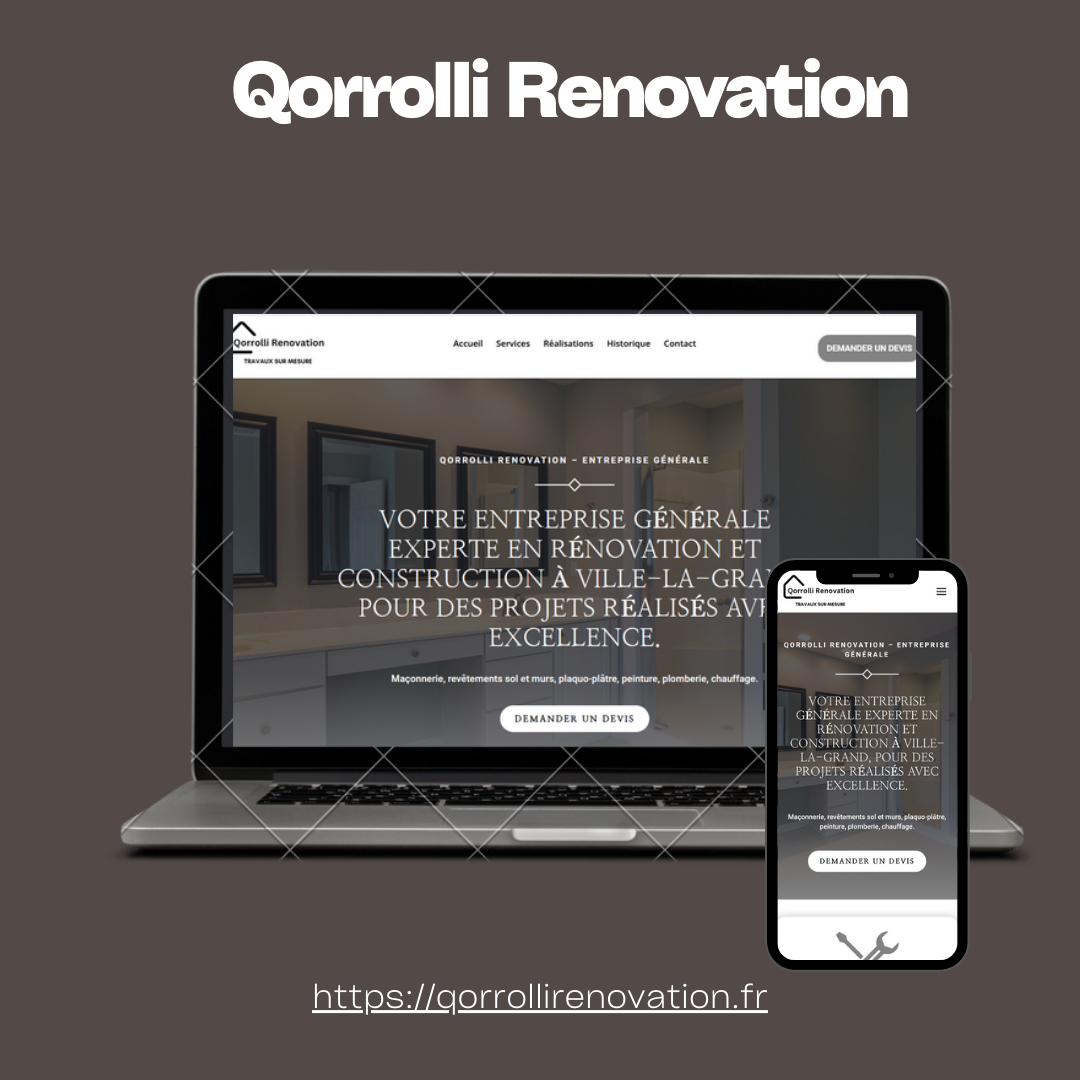 Qorrolli Renovation
Qorrolli Renovation
TRAVAUX SUR MESURE
Accueil Services Réalisations Historique Contact
DEMANDER UN DEVIS
QORROLLI RENOVATION – ENTREPRISE GÉNÉRALE
VOTRE ENTREPRISE GÉNÉRALE
EXPERTE EN RÉNOVATION ET
CONSTRUCTION À VILLE-LA-GRA
POUR DES PROJETS RÉALISÉS AVE
EXCELLENCE.
Maçonnerie, revêtements sol et murs, plaquo-plâtre, peinture, plomberie, chauffage.
DEMANDER UN DEVIS
Qorrolli Renovation
TRAVAUX SUR MESURE
QORROLLI RENOVATION – ENTREPRISE
GÉNÉRALE
VOTRE ENTREPRISE
GÉNÉRALE EXPERTE EN
RÉNOVATION ET
CONSTRUCTION À VILLE-
LA-GRAND, POUR DES
PROJETS RÉALISÉS AVEC
EXCELLENCE.
Maçonnerie, revêtements sol et murs, plaquo-plâtre,
peinture, plomberie, chauffage.
DEMANDER UN DEVIS
https://qorrollirenovation.fr